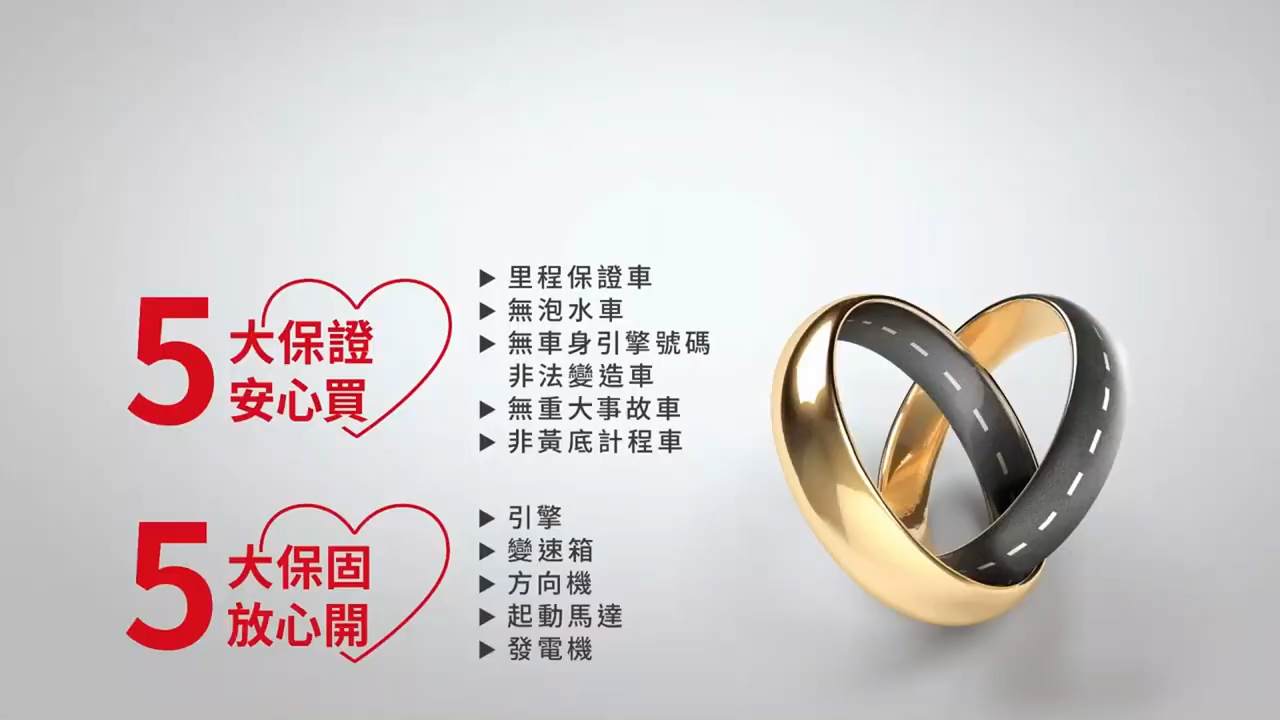 5大保證
安心買
▶ 里程保證車
▶ 無泡水車
▶ 無車身引擎號碼
非法變造車
▶ 無重大事故車
▶ 非黃底計程車
5大保固
放心開
▶ 引擎
▶ 變速箱
▶ 方向機
▶ 起動馬達
▶ 發電機